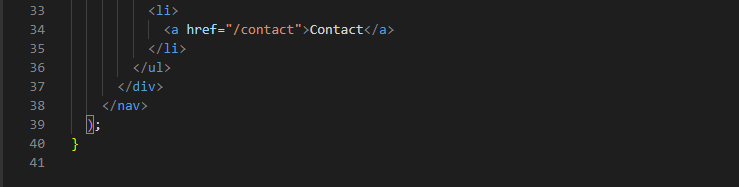 33 <li>
34 <a href="/contact">Contact</a>
35 </li>
36 </ul>
37 </div>
38 </nav>
39 );
40 }
41